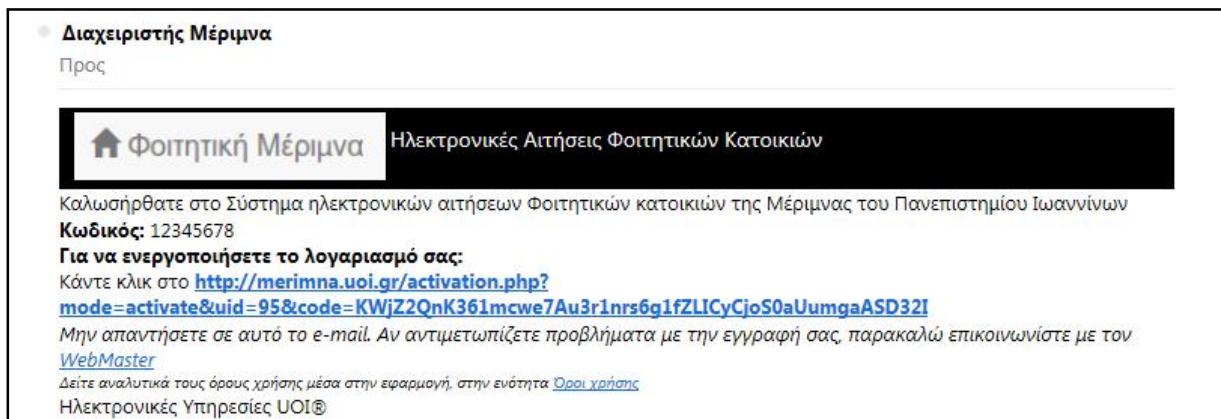 Διαχειριστής Μέριμνα
Προς
Φοιτητική Μέριμνα Ηλεκτρονικές Αιτήσεις Φοιτητικών Κατοικιών
Καλωσήρθατε στο Σύστημα ηλεκτρονικών αιτήσεων Φοιτητικών κατοικιών της Μέριμνας του Πανεπιστημίου Ιωαννίνων
Κωδικός: 12345678
Για να ενεργοποιήσετε το λογαριασμό σας:
Κάντε κλικ στο http://merimna.uoi.gr/activation.php?
mode=activate&uid=95&code=KWjZ2QnK361mcwe7Au3r1nrs6g1fZLICyCjoS0aUumgaASD32I
Μην απαντήσετε σε αυτό το e-mail. Αν αντιμετωπίζετε προβλήματα με την εγγραφή σας, παρακαλώ επικοινωνίστε με τον
WebMaster
Δείτε αναλυτικά τους όρους χρήσης μέσα στην εφαρμογή, στην ενότητα Όροι χρήσης
Ηλεκτρονικές Υπηρεσίες UOI®